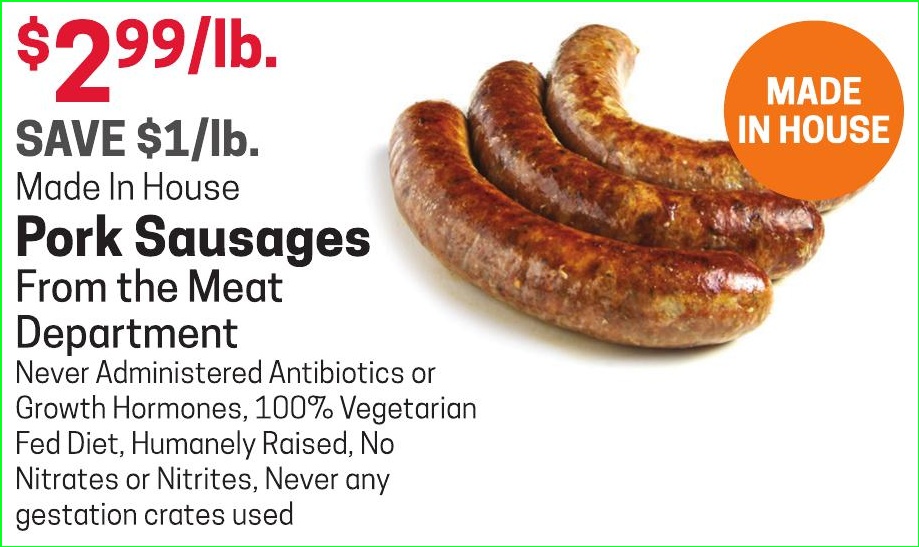 $2.99/lb.
SAVE $1/lb.
Made In House
Pork Sausages
From the Meat
Department
Never Administered Antibiotics or
Growth Hormones, 100% Vegetarian
Fed Diet, Humanely Raised, No
Nitrates or Nitrites, Never any
gestation crates used
MADE
IN HOUSE